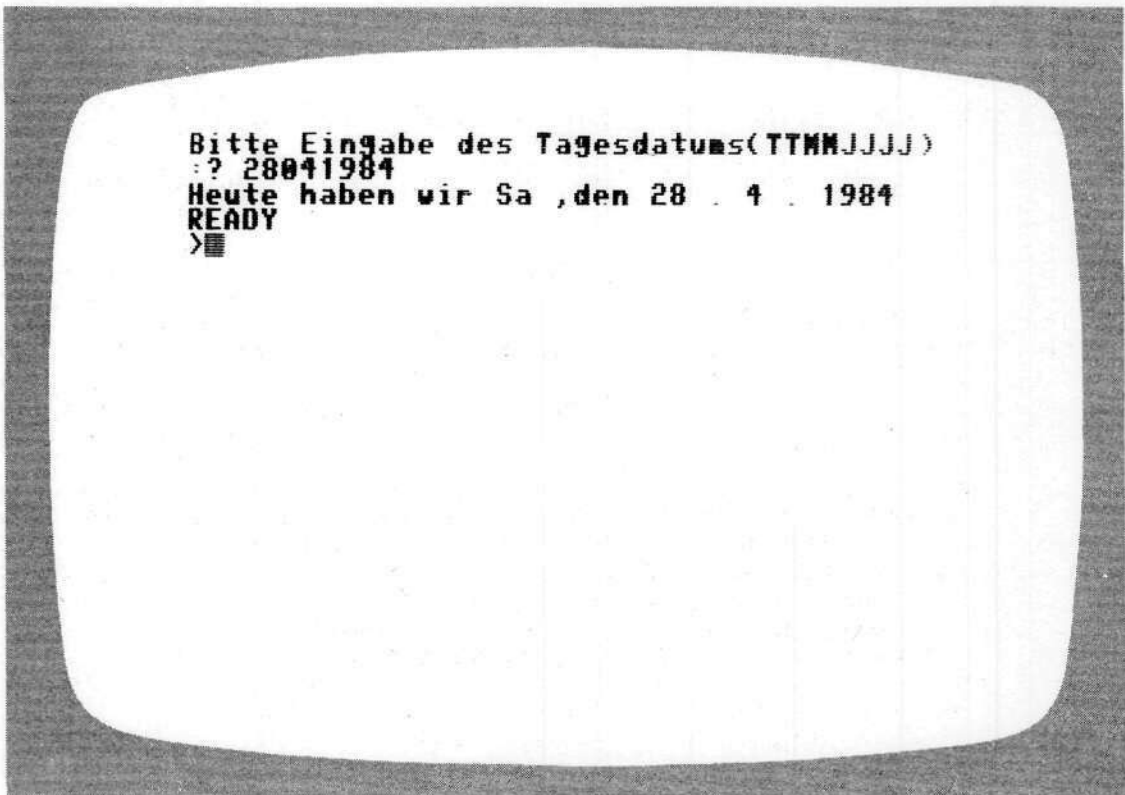 Bitte Eingabe des Tagesdatums(TTMMJJJJ)
:? 28041984
Heute haben wir Sa ,den 28 . 4 . 1984
READY
>